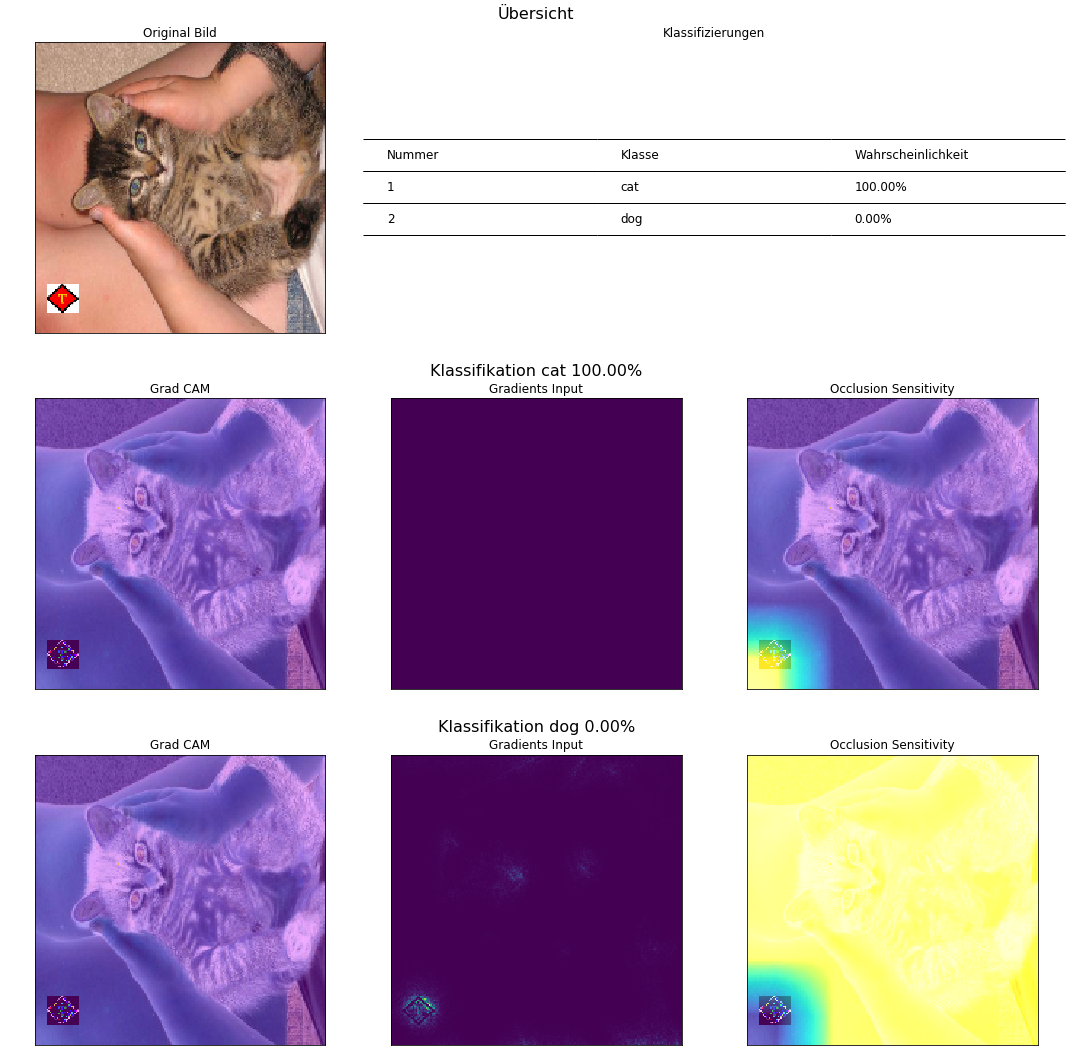 Übersicht
Original Bild
Klassifizierungen
Nummer Klasse Wahrscheinlichkeit
1 cat 100.00%
2 dog 0.00%
T
Klassifikation cat 100.00%
Grad CAM
Gradients Input
Occlusion Sensitivity
Klassifikation dog 0.00%
Grad CAM
Gradients Input
Occlusion Sensitivity